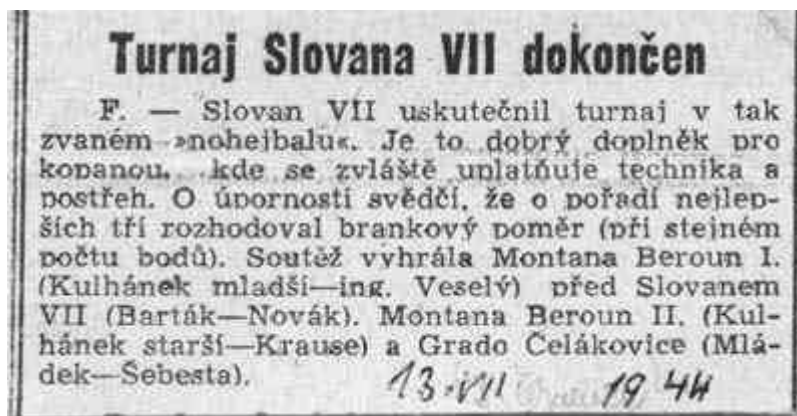 Turnaj Slovana VII dokončen
F. — Slovan VII uskutečnil turnaj v tak
zvaném »nohejbalu«. Je to dobrý doplněk pro
kopanou, kde se zvláště uplatňuje technika a
postřeh. O úpornosti svědčí, že o pořadí nejlep-
ších tří rozhodoval brankový poměr (při stejném
počtu bodů). Soutěž vyhrála Montana Beroun I.
(Kulhánek mladší—ing. Veselý) před Slovanem
VII (Barták—Novák). Montana Beroun II. (Kul-
hánek starší—Krause) a Grado Čelákovice (Mlá-
dek—Šebesta).
13. VII 1944